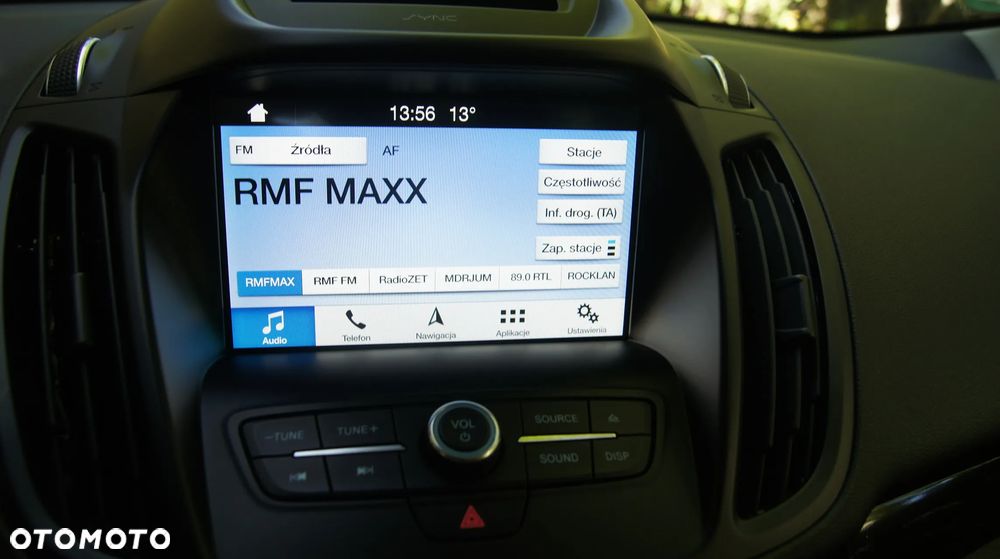 SYNC
13:56 13°
FM Źródła AF Stacje
RMF MAXX
Częstotliwość
Inf. drog. (TA)
Zap. stacje
RMFMAX RMF FM RadioZET MDRJUM 89.0 RTL ROCKLAN
Audio Telefon Nawigacja Aplikacje Ustawienia
-TUNE TUNE+ VOL SOURCE
SOUND DISP
OTOMOTO